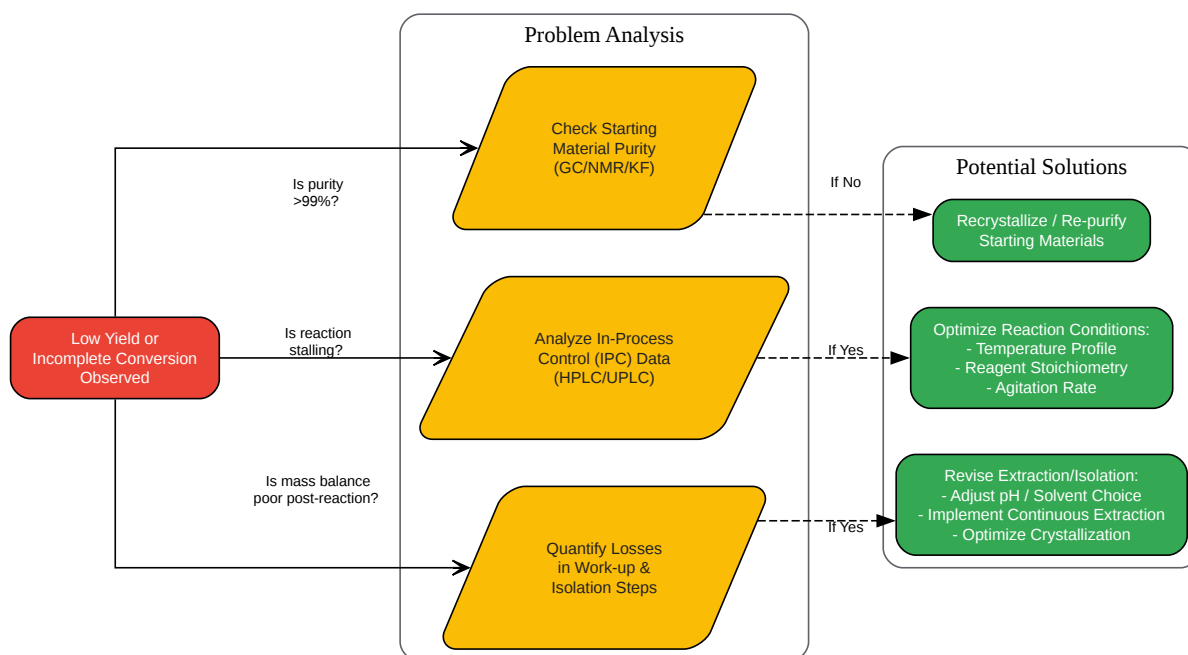 Problem Analysis
Check Starting
Material Purity
(GC/NMR/KF)
Is purity
>99%?
If No
Potential Solutions
Recrystallize / Re-purify
Starting Materials
Low Yield or
Incomplete Conversion
Observed
Is reaction
stalling?
Analyze In-Process
Control (IPC) Data
(HPLC/UPLC)
If Yes
Optimize Reaction Conditions:
- Temperature Profile
- Reagent Stoichiometry
- Agitation Rate
Is mass balance
poor post-reaction?
Quantify Losses
in Work-up &
Isolation Steps
If Yes
Revise Extraction/Isolation:
- Adjust pH / Solvent Choice
- Implement Continuous Extraction
- Optimize Crystallization